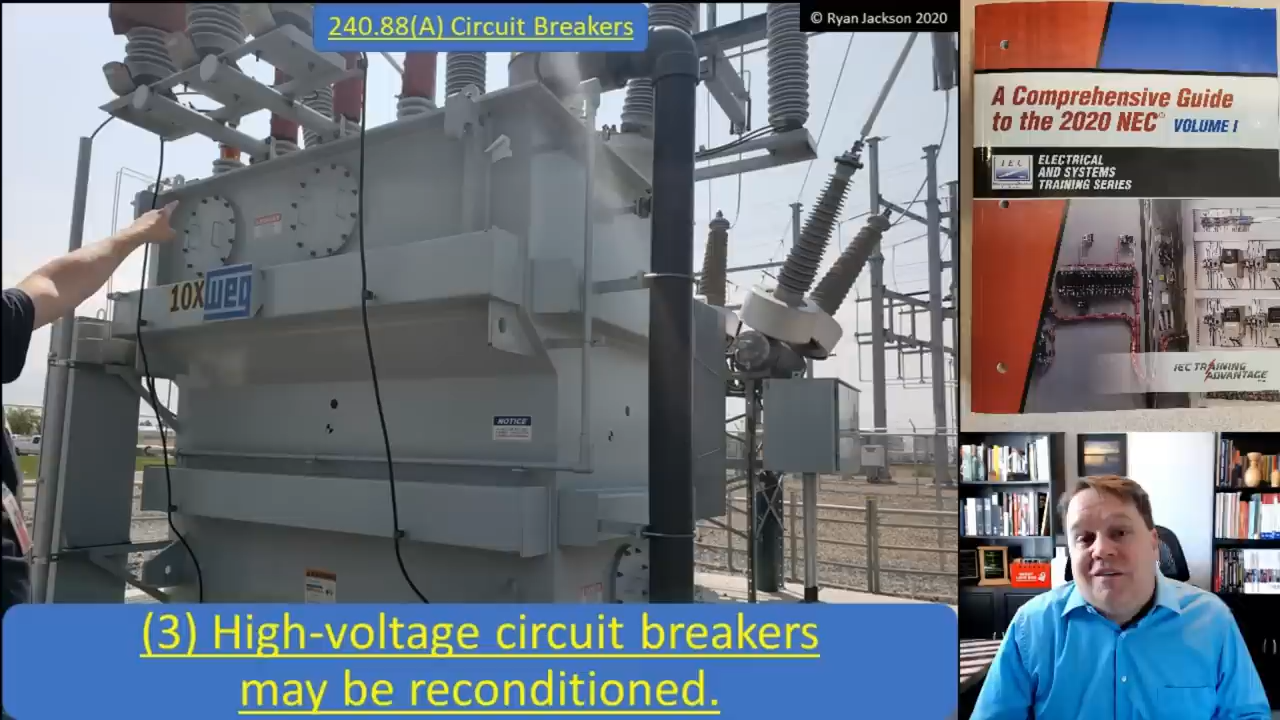 240.88(A) Circuit Breakers
© Ryan Jackson 2020
10X weg
NOTICE
(3) High-voltage circuit breakers
may be reconditioned.
A Comprehensive Guide
to the 2020 NEC® VOLUME I
IEC
ELECTRICAL
AND SYSTEMS
TRAINING SERIES
IEC TRAINING
ADVANTAGE